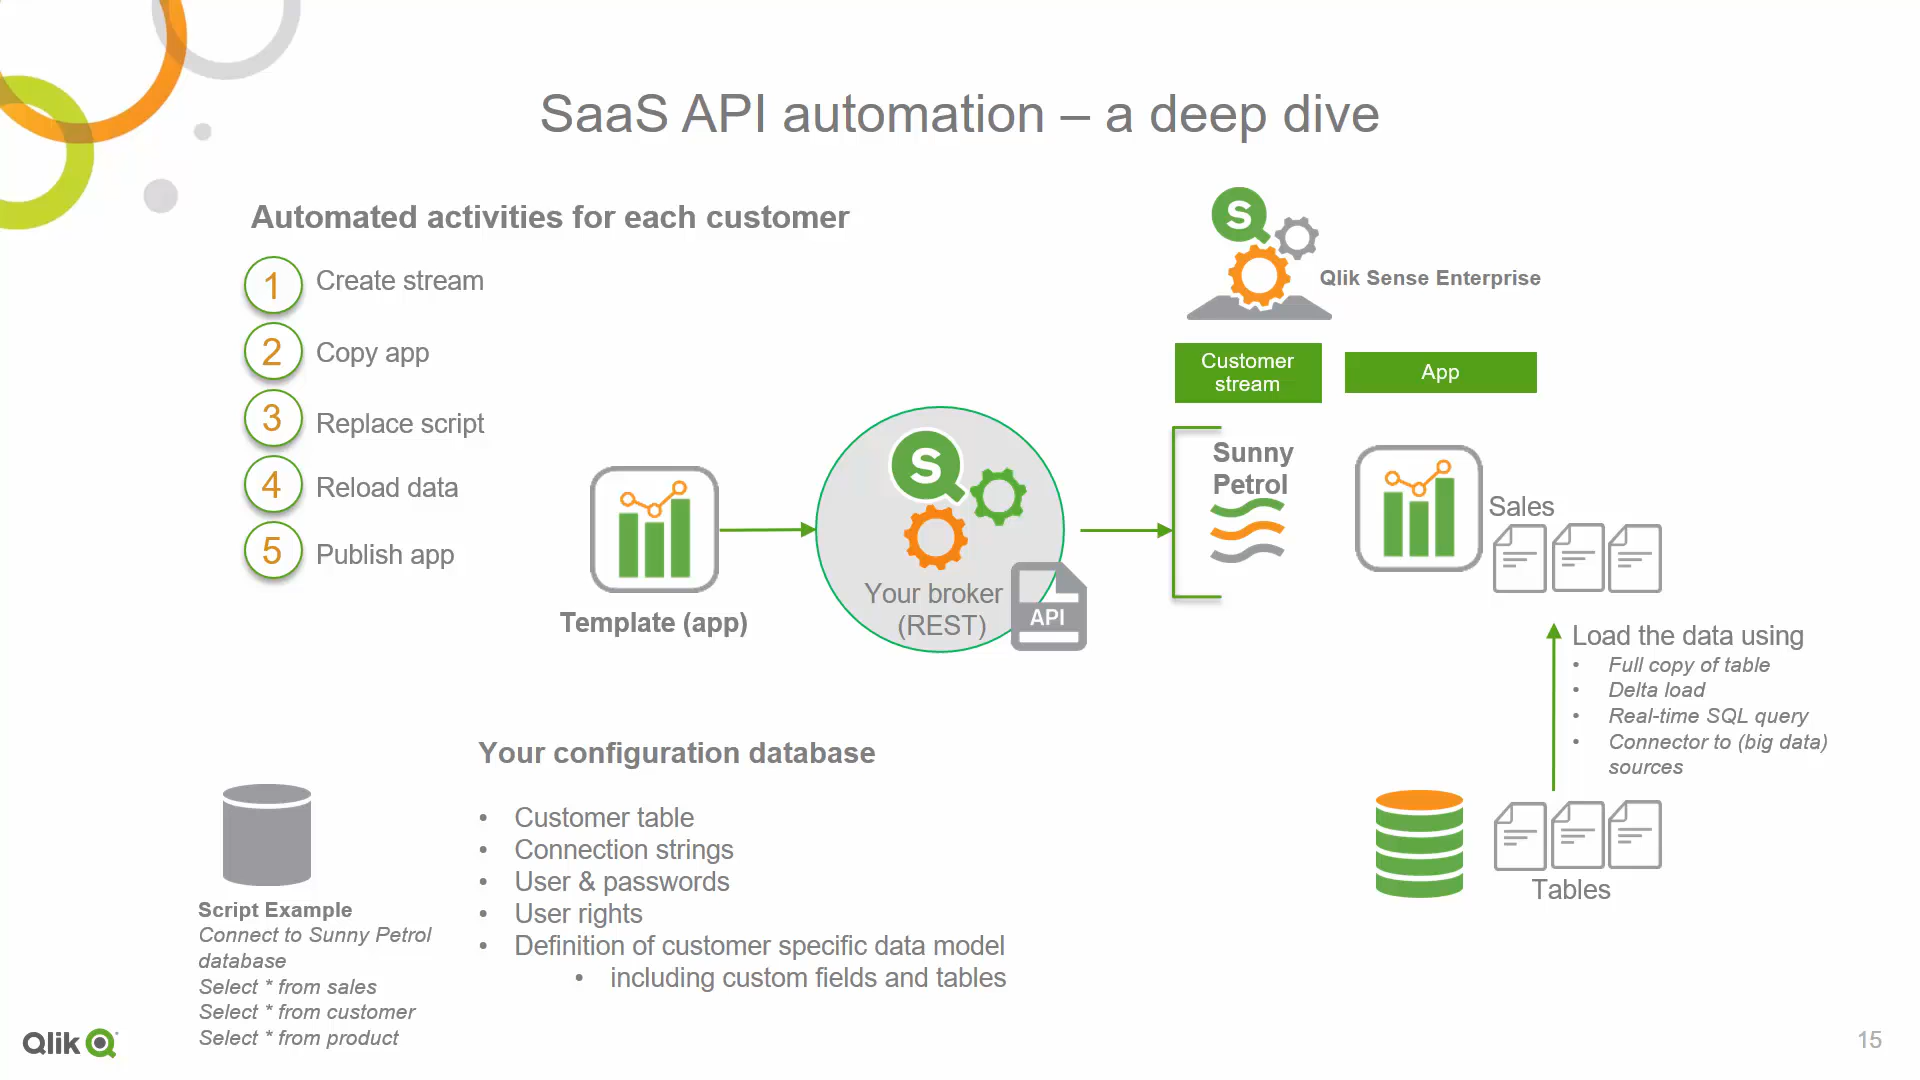 SaaS API automation – a deep dive
Automated activities for each customer
1 Create stream
2 Copy app
3 Replace script
4 Reload data
5 Publish app
Template (app)
S
Your broker
(REST)
API
S
Qlik Sense Enterprise
Customer
stream
App
Sunny
Petrol
Sales
Load the data using
• Full copy of table
• Delta load
• Real-time SQL query
• Connector to (big data)
sources
Tables
Your configuration database
• Customer table
• Connection strings
• User & passwords
• User rights
• Definition of customer specific data model
• including custom fields and tables
Script Example
Connect to Sunny Petrol
database
Select * from sales
Select * from customer
Select * from product
Qlik
15